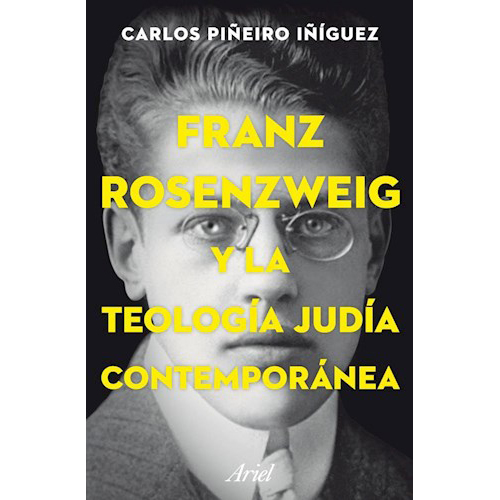 CARLOS PIÑEIRO IÑÍGUEZ
FRANZ
ROSENZWEIG
Y LA
TEOLOGÍA JUDÍA
CONTEMPORÁNEA
Ariel